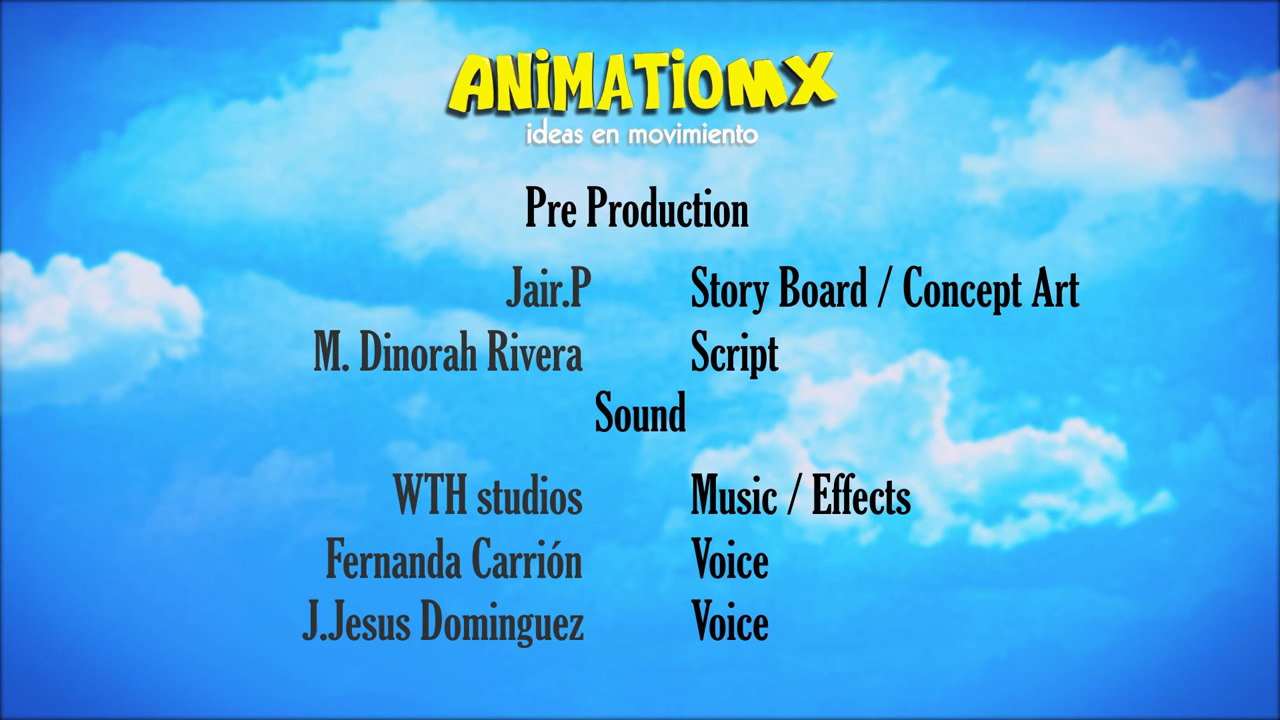 ANiMATiOMX
ideas en movimiento
Pre Production
Jair.P Story Board / Concept Art
M. Dinorah Rivera Script
Sound
WTH studios Music / Effects
Fernanda Carrión Voice
J.Jesus Dominguez Voice